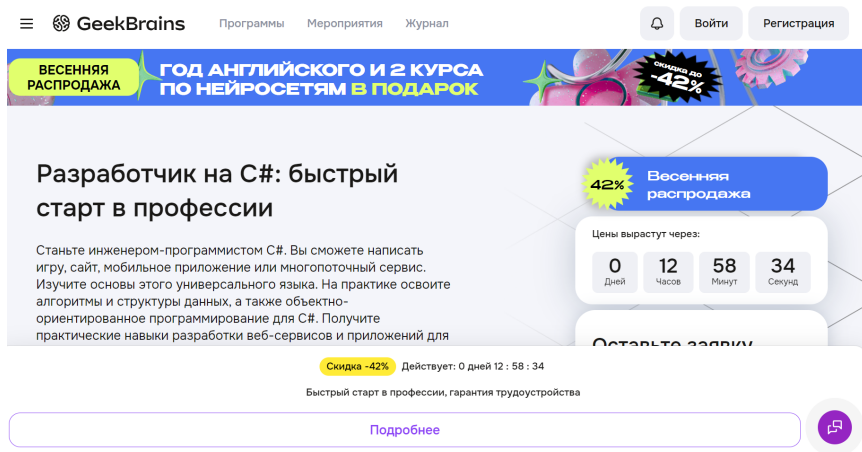 GeekBrains
Программы Мероприятия Журнал
Войти
Регистрация
ВЕСЕННЯЯ
РАСПРОДАЖА
ГОД АНГЛИЙСКОГО И 2 КУРСА
ПО НЕЙРОСЕТЯМ В ПОДАРОК
СКИДКА ДО
-42%
Разработчик на C#: быстрый
старт в профессии
Станьте инженером-программистом C#. Вы сможете написать
игру, сайт, мобильное приложение или многопоточный сервис.
Изучите основы этого универсального языка. На практике освоите
алгоритмы и структуры данных, а также объектно-
ориентированное программирование для C#. Получите
практические навыки разработки веб-сервисов и приложений для
42%
Весенняя
распродажа
Цены вырастут через:
0 12 58 34
Дней Часов Минут Секунд
Оставьте заявку
Скидка -42% Действует: 0 дней 12 : 58 : 34
Быстрый старт в профессии, гарантия трудоустройства
Подробнее